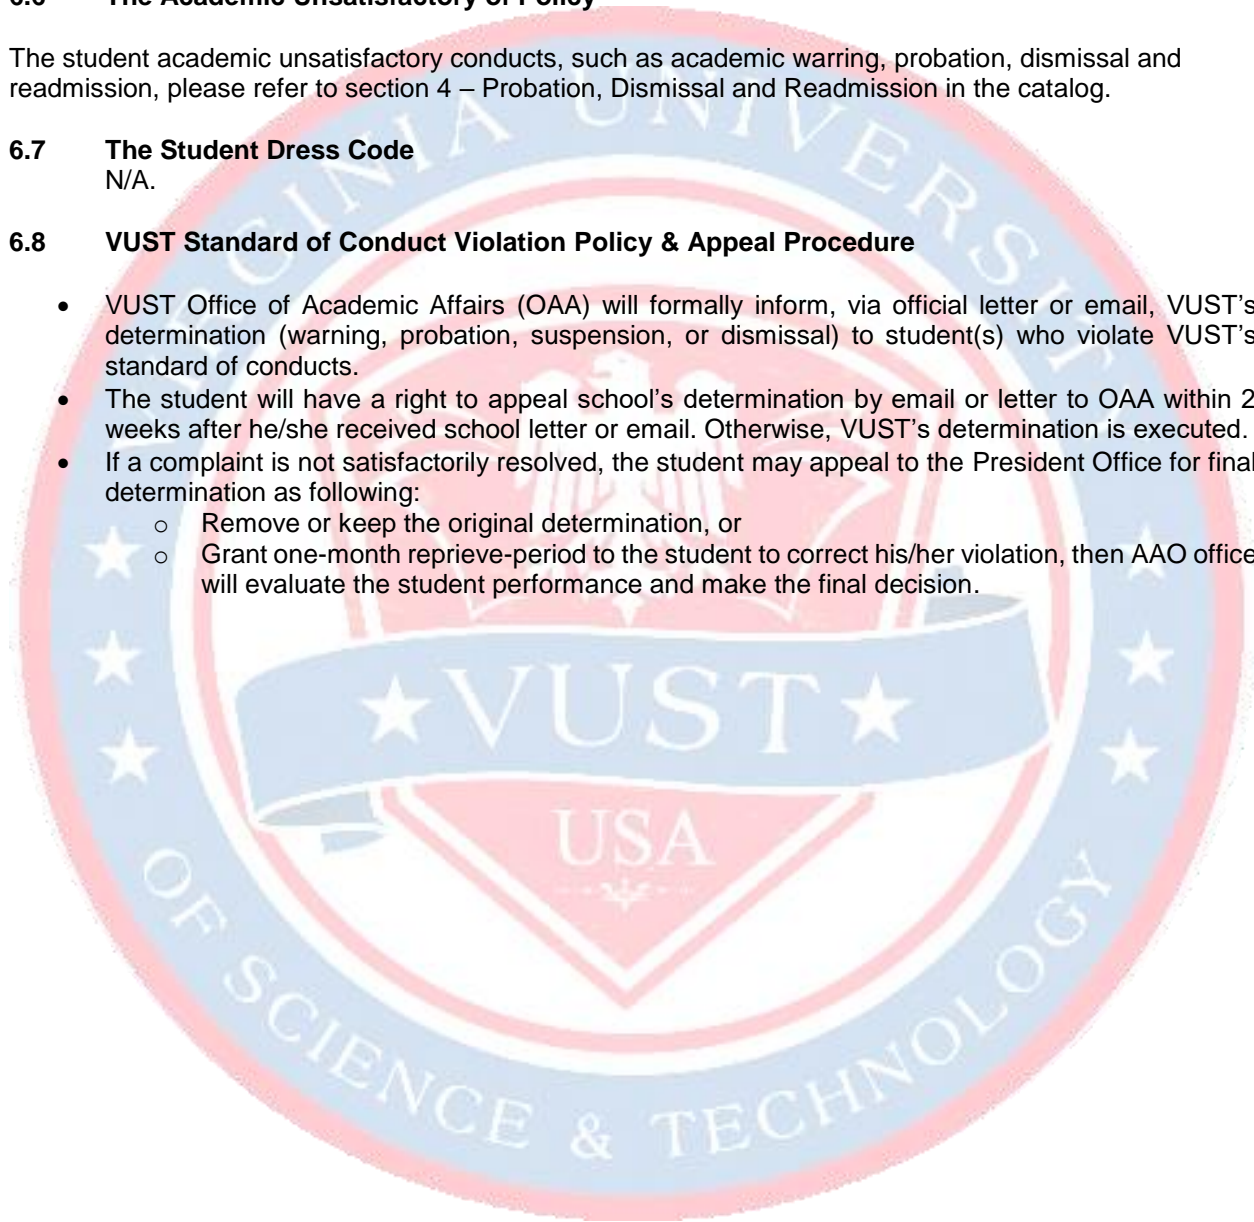 6.6 The Academic Unsatisfactory of Policy
The student academic unsatisfactory conducts, such as academic warring, probation, dismissal and
readmission, please refer to section 4 – Probation, Dismissal and Readmission in the catalog.
6.7 The Student Dress Code
N/A.
6.8 VUST Standard of Conduct Violation Policy & Appeal Procedure
• VUST Office of Academic Affairs (OAA) will formally inform, via official letter or email, VUST’s
determination (warning, probation, suspension, or dismissal) to student(s) who violate VUST’s
standard of conducts.
• The student will have a right to appeal school’s determination by email or letter to OAA within 2
weeks after he/she received school letter or email. Otherwise, VUST’s determination is executed.
• If a complaint is not satisfactorily resolved, the student may appeal to the President Office for final
determination as following:
o Remove or keep the original determination, or
o Grant one-month reprieve-period to the student to correct his/her violation, then AAO office
will evaluate the student performance and make the final decision.
VIRGINIA UNIVERSITY
VUST
USA
OF SCIENCE & TECHNOLOGY